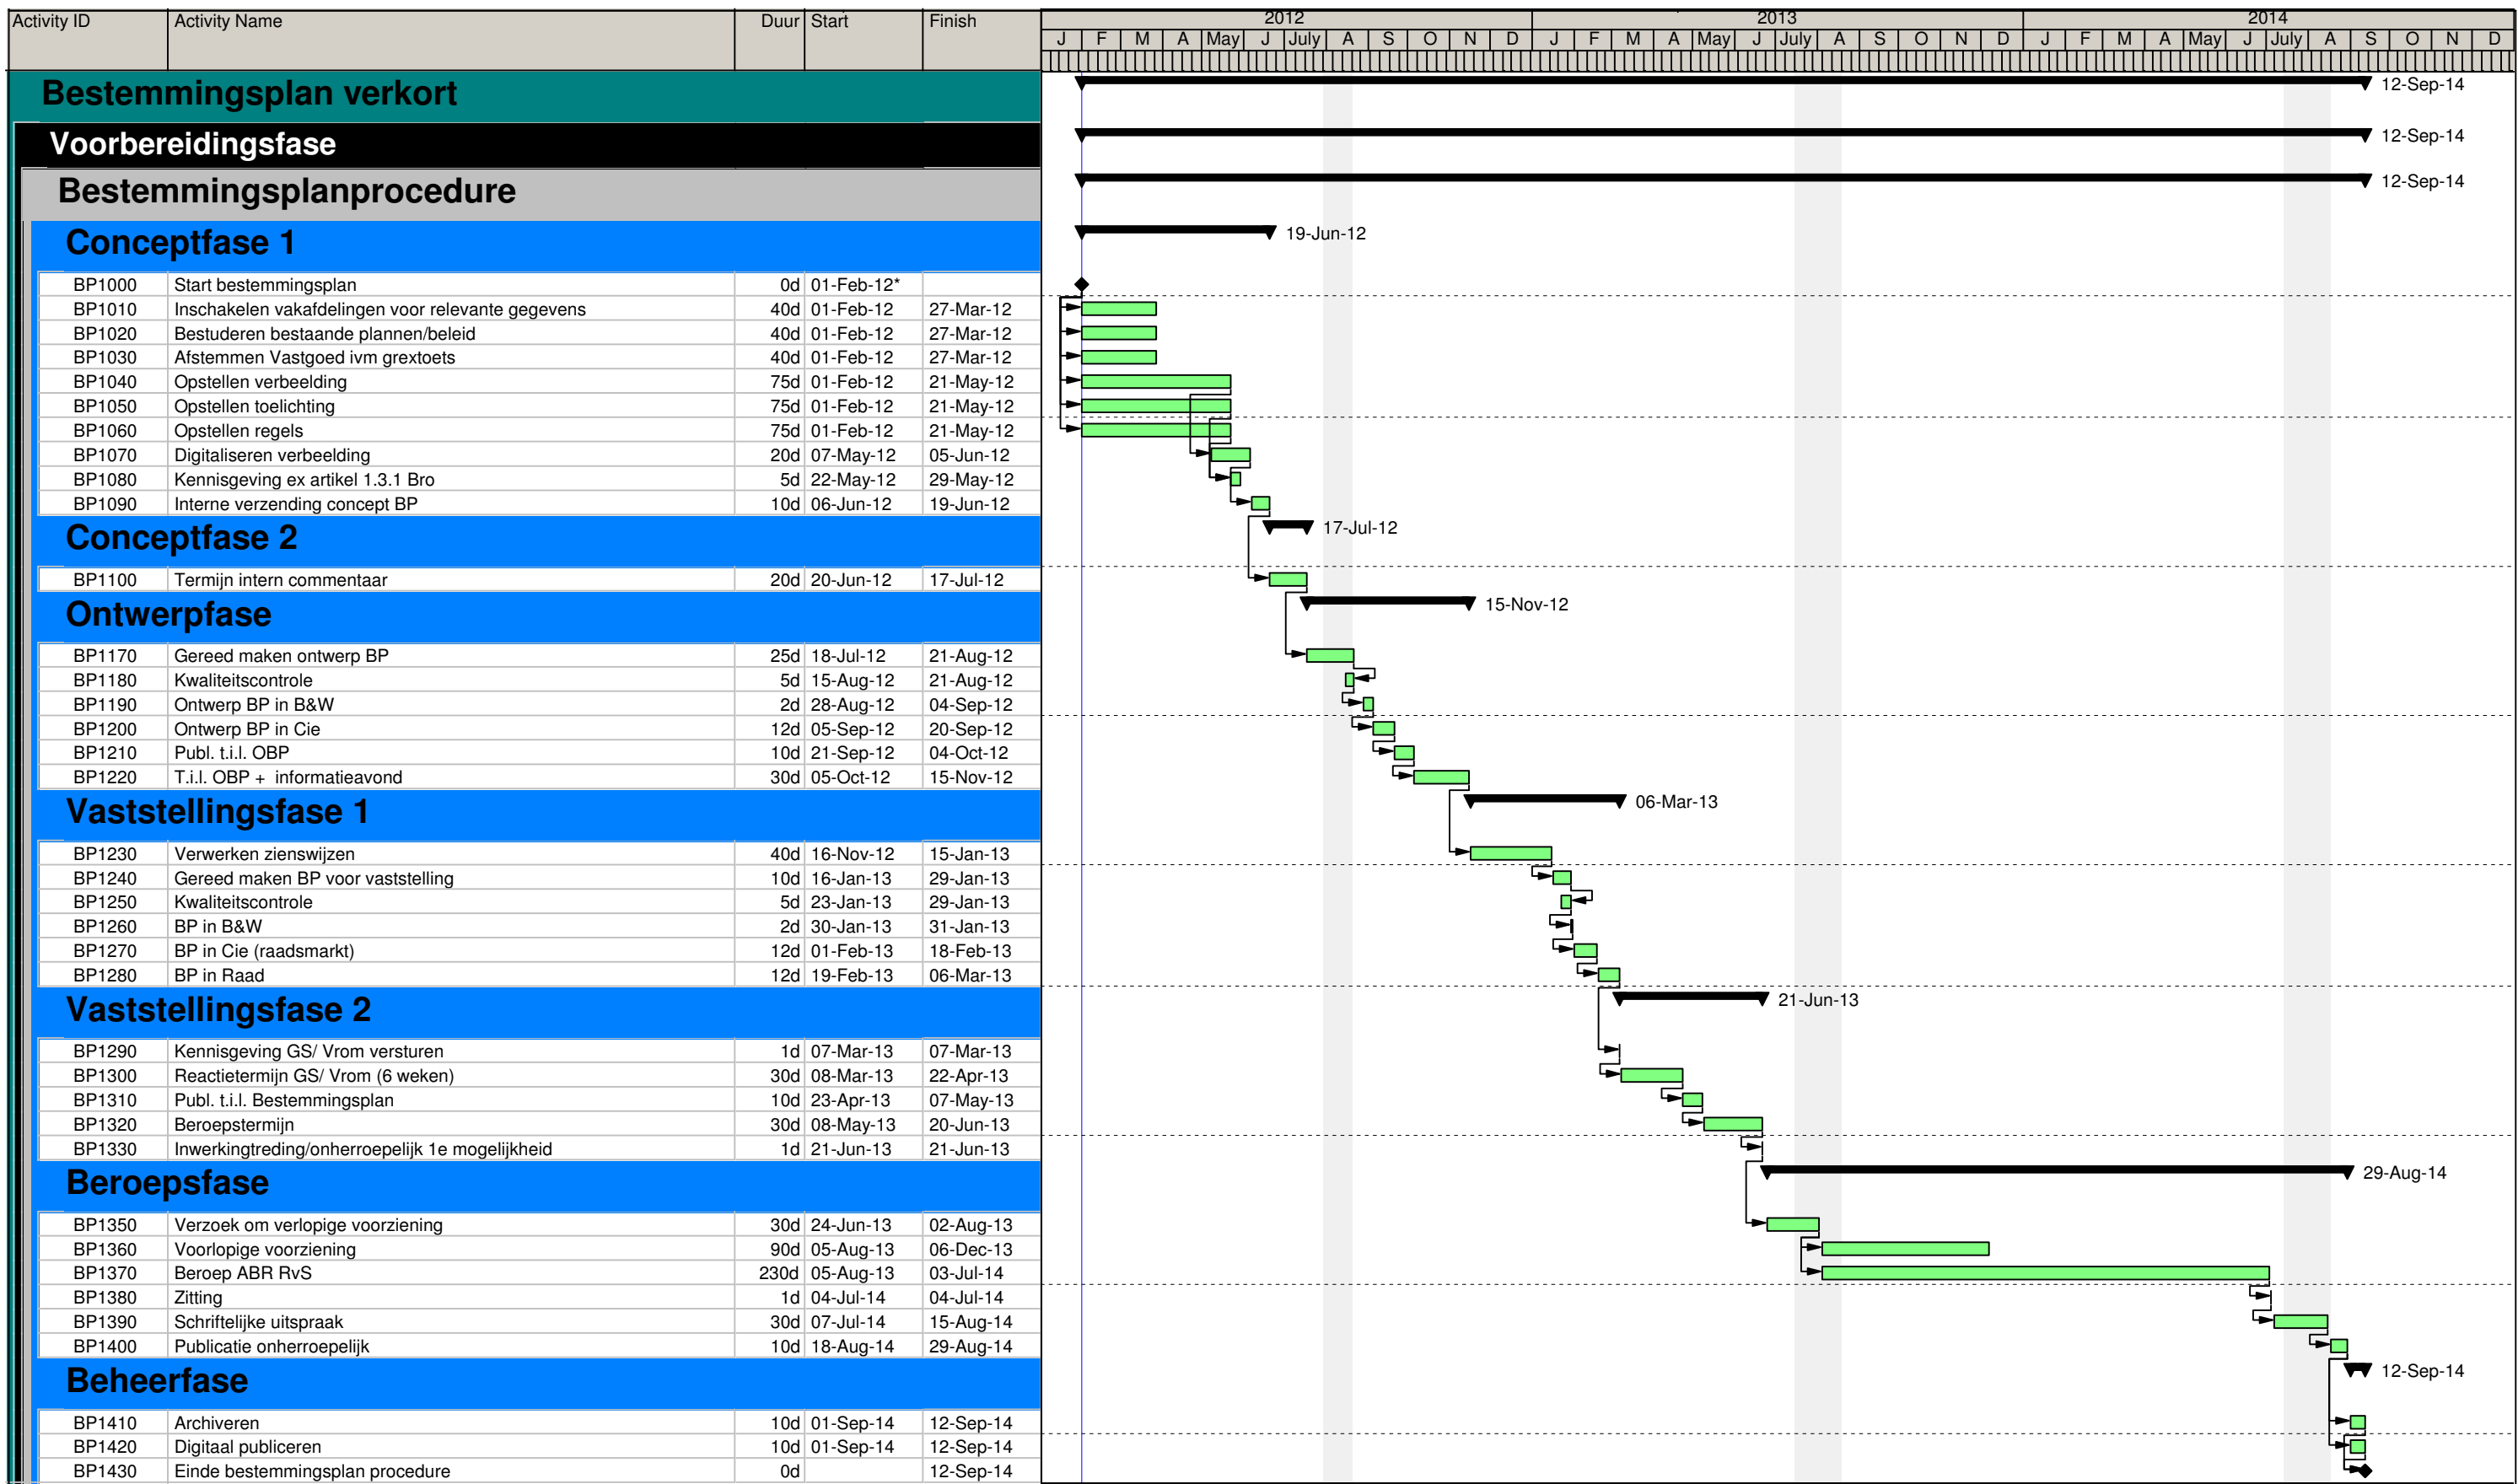 Activity ID Activity Name Duur Start Finish 2012 2013 2014
J F M A May J July A S O N D J F M A May J July A S O N D J F M A May J July A S O N D
Bestemmingsplan verkort 12-Sep-14
Voorbereidingsfase 12-Sep-14
Bestemmingsplanprocedure 12-Sep-14
Conceptfase 1 19-Jun-12
BP1000 Start bestemmingsplan 0d 01-Feb-12*
BP1010 Inschakelen vakafdelingen voor relevante gegevens 40d 01-Feb-12 27-Mar-12
BP1020 Bestuderen bestaande plannen/beleid 40d 01-Feb-12 27-Mar-12
BP1030 Afstemmen Vastgoed ivm grextoets 40d 01-Feb-12 27-Mar-12
BP1040 Opstellen verbeelding 75d 01-Feb-12 21-May-12
BP1050 Opstellen toelichting 75d 01-Feb-12 21-May-12
BP1060 Opstellen regels 75d 01-Feb-12 21-May-12
BP1070 Digitaliseren verbeelding 20d 07-May-12 05-Jun-12
BP1080 Kennisgeving ex artikel 1.3.1 Bro 5d 22-May-12 29-May-12
BP1090 Interne verzending concept BP 10d 06-Jun-12 19-Jun-12
Conceptfase 2 17-Jul-12
BP1100 Termijn intern commentaar 20d 20-Jun-12 17-Jul-12
Ontwerpfase 15-Nov-12
BP1170 Gereed maken ontwerp BP 25d 18-Jul-12 21-Aug-12
BP1180 Kwaliteitscontrole 5d 15-Aug-12 21-Aug-12
BP1190 Ontwerp BP in B&W 2d 28-Aug-12 04-Sep-12
BP1200 Ontwerp BP in Cie 12d 05-Sep-12 20-Sep-12
BP1210 Publ. t.i.l. OBP 10d 21-Sep-12 04-Oct-12
BP1220 T.i.l. OBP + informatieavond 30d 05-Oct-12 15-Nov-12
Vaststellingsfase 1 06-Mar-13
BP1230 Verwerken zienswijzen 40d 16-Nov-12 15-Jan-13
BP1240 Gereed maken BP voor vaststelling 10d 16-Jan-13 29-Jan-13
BP1250 Kwaliteitscontrole 5d 23-Jan-13 29-Jan-13
BP1260 BP in B&W 2d 30-Jan-13 31-Jan-13
BP1270 BP in Cie (raadsmarkt) 12d 01-Feb-13 18-Feb-13
BP1280 BP in Raad 12d 19-Feb-13 06-Mar-13
Vaststellingsfase 2 21-Jun-13
BP1290 Kennisgeving GS/ Vrom versturen 1d 07-Mar-13 07-Mar-13
BP1300 Reactietermijn GS/ Vrom (6 weken) 30d 08-Mar-13 22-Apr-13
BP1310 Publ. t.i.l. Bestemmingsplan 10d 23-Apr-13 07-May-13
BP1320 Beroepstermijn 30d 08-May-13 20-Jun-13
BP1330 Inwerkingtreding/onherroepelijk 1e mogelijkheid 1d 21-Jun-13 21-Jun-13
Beroepsfase 29-Aug-14
BP1350 Verzoek om verlopige voorziening 30d 24-Jun-13 02-Aug-13
BP1360 Voorlopige voorziening 90d 05-Aug-13 06-Dec-13
BP1370 Beroep ABR RvS 230d 05-Aug-13 03-Jul-14
BP1380 Zitting 1d 04-Jul-14 04-Jul-14
BP1390 Schriftelijke uitspraak 30d 07-Jul-14 15-Aug-14
BP1400 Publicatie onherroepelijk 10d 18-Aug-14 29-Aug-14
Beheerfase 12-Sep-14
BP1410 Archiveren 10d 01-Sep-14 12-Sep-14
BP1420 Digitaal publiceren 10d 01-Sep-14 12-Sep-14
BP1430 Einde bestemmingsplan procedure 0d 12-Sep-14